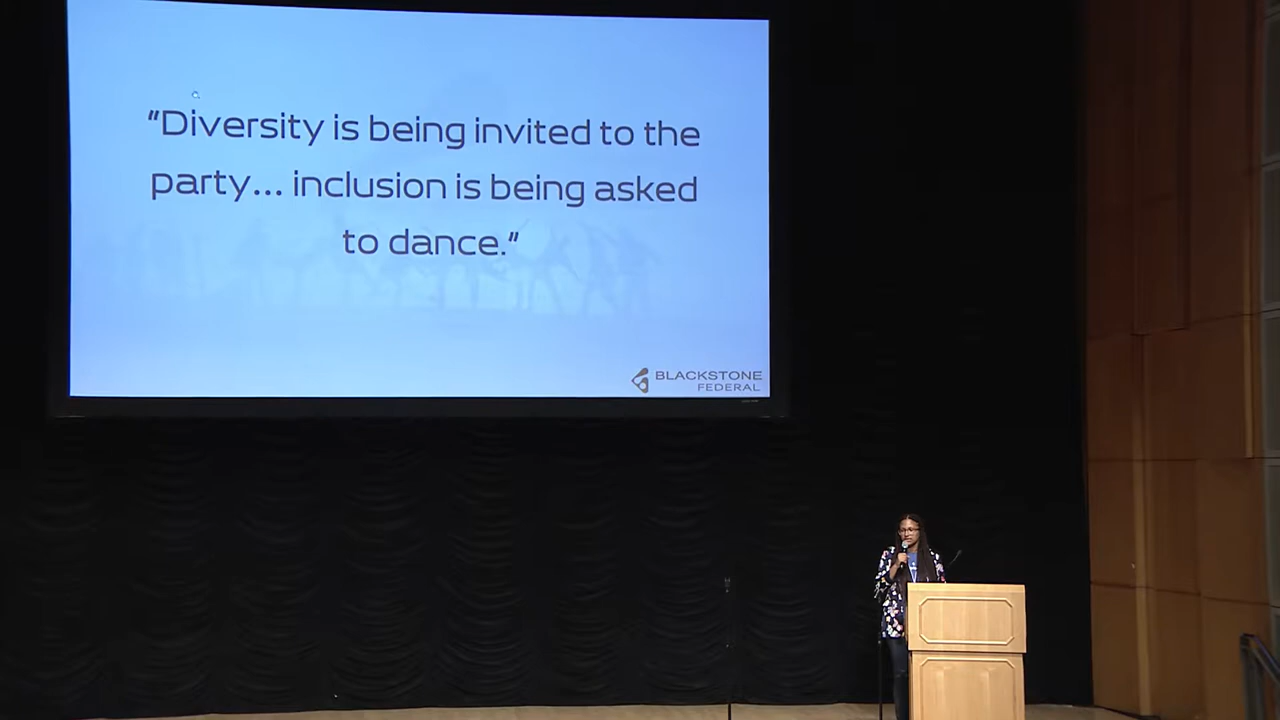 "Diversity is being invited to the
party... inclusion is being asked
to dance."
BLACKSTONE
FEDERAL